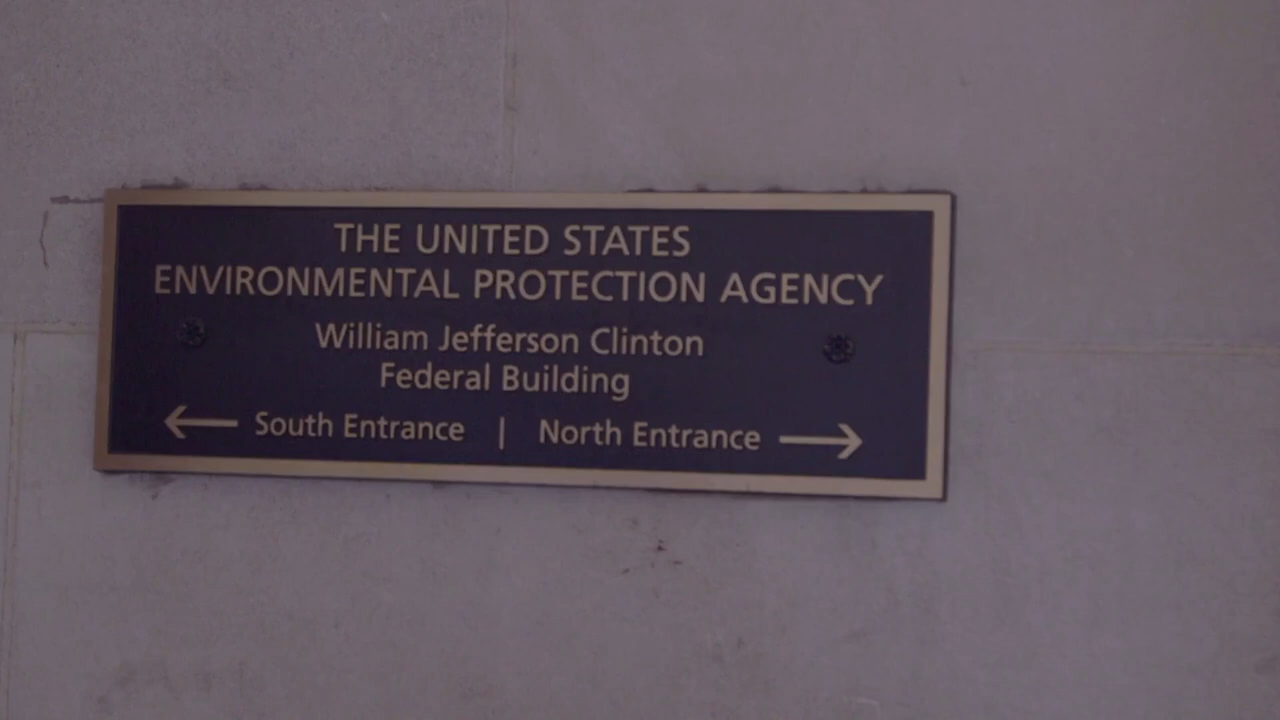 THE UNITED STATES
ENVIRONMENTAL PROTECTION AGENCY
William Jefferson Clinton
Federal Building
← South Entrance | North Entrance →